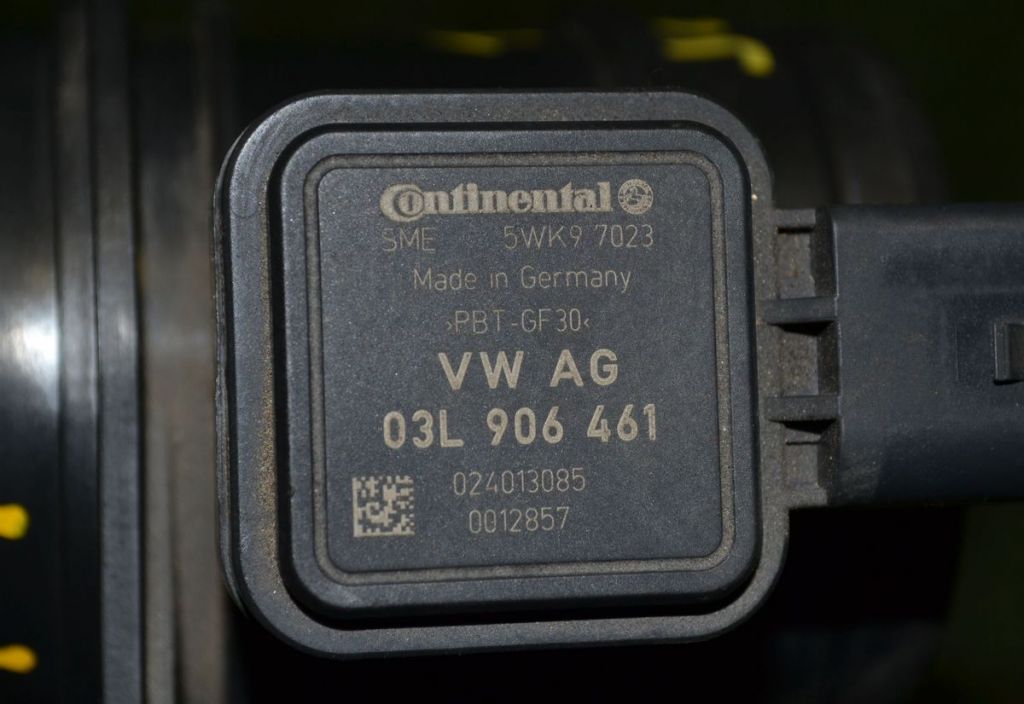 Continental
SME 5WK9 7023
Made in Germany
>PBT-GF30<
VW AG
03L 906 461
024013085
0012857